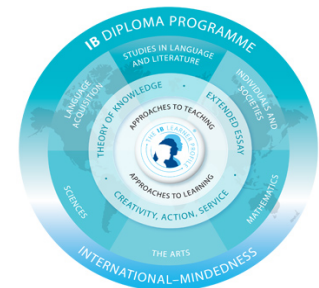 IB DIPLOMA PROGRAMME
STUDIES IN LANGUAGE
AND LITERATURE
LANGUAGE
ACQUISITION
INDIVIDUALS AND
SOCIETIES
THEORY OF KNOWLEDGE
·
EXTENDED ESSAY
APPROACHES TO TEACHING
THE IB LEARNER PROFILE
APPROACHES TO LEARNING
·
CREATIVITY, ACTION, SERVICE
·
SCIENCES
MATHEMATICS
THE ARTS
INTERNATIONAL–MINDEDNESS